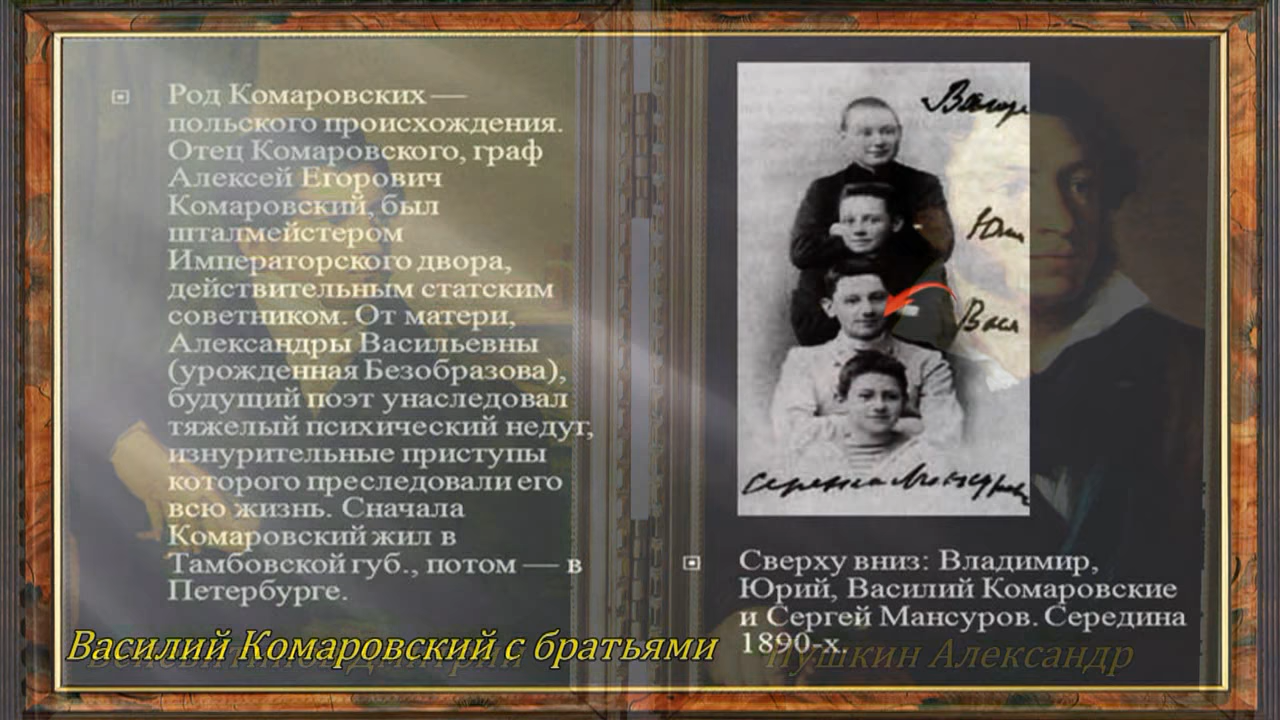 Род Комаровских —
польского происхождения.
Отец Комаровского, граф
Алексей Егорович
Комаровский, был
шталмейстером
Императорского двора,
действительным статским
советником. От матери,
Александры Васильевны
(урожденная Безобразова),
будущий поэт унаследовал
тяжелый психический недуг,
изнурительные приступы
которого преследовали его
всю жизнь. Сначала
Комаровский жил в
Тамбовской губ., потом — в
Петербурге.
Василий Комаровский с братьями
Юши
Вася
Сверху вниз: Владимир,
Юрий, Василий Комаровские
и Сергей Мансуров. Середина
1890-х.
Пушкин Александр